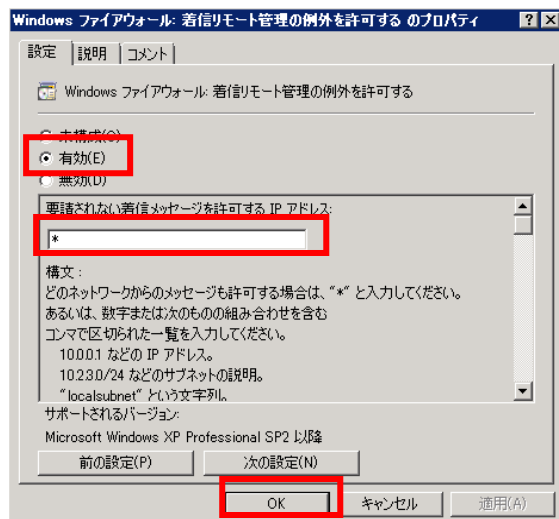 Windows ファイアウォール: 着信リモート管理の例外を許可する のプロパティ
設定 説明 コメント
Windows ファイアウォール: 着信リモート管理の例外を許可する
未構成(C)
有効(E)
無効(D)
要請されない着信メッセージを許可する IP アドレス:
*
構文:
どのネットワークからのメッセージも許可する場合は、"*" と入力してください。
あるいは、数字または次のものの組み合わせを含む
コンマで区切られた一覧を入力してください。
10.0.0.1 などの IP アドレス。
10.2.3.0/24 などのサブネットの説明。
"localsubnet" という文字列。
サポートされるバージョン:
Microsoft Windows XP Professional SP2 以降
前の設定(P) 次の設定(N)
OK キャンセル 適用(A)